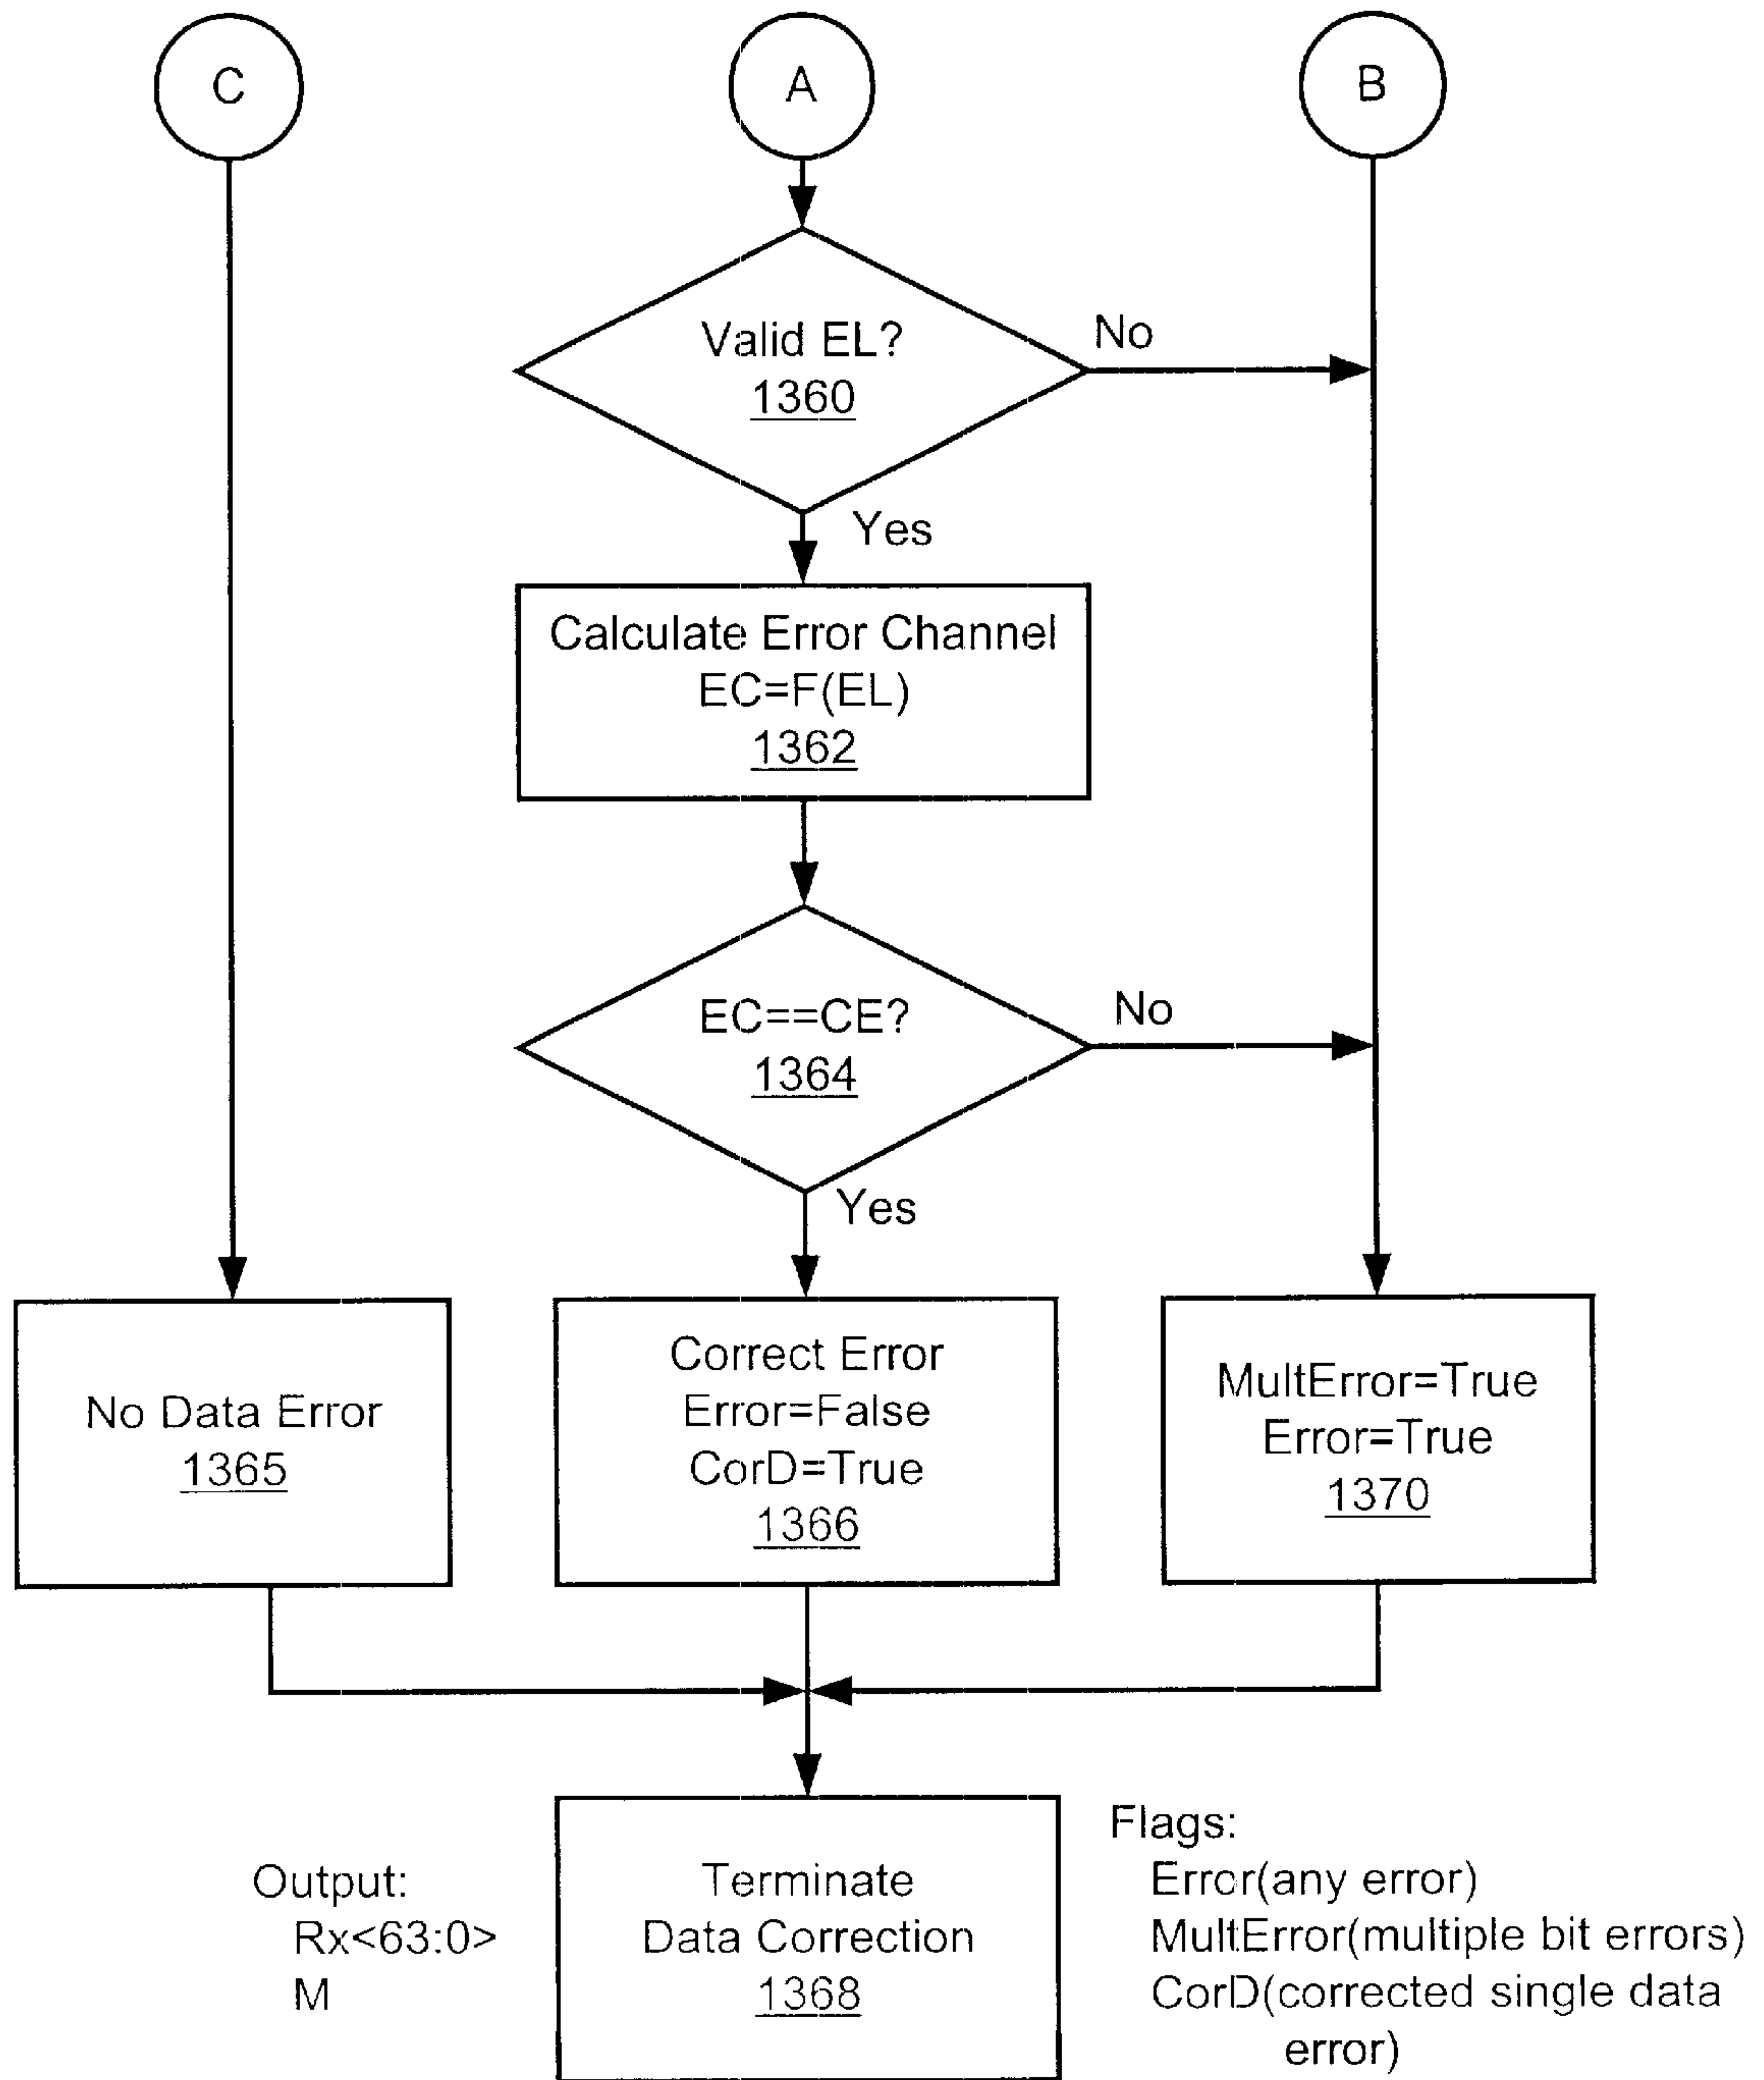 C
A
B
Valid EL?
1360
No
Yes
Calculate Error Channel
EC=F(EL)
1362
EC==CE?
1364
No
Yes
No Data Error
1365
Correct Error
Error=False
CorD=True
1366
MultError=True
Error=True
1370
Output:
Rx<63:0>
M
Terminate
Data Correction
1368
Flags:
Error(any error)
MultError(multiple bit errors)
CorD(corrected single data
error)